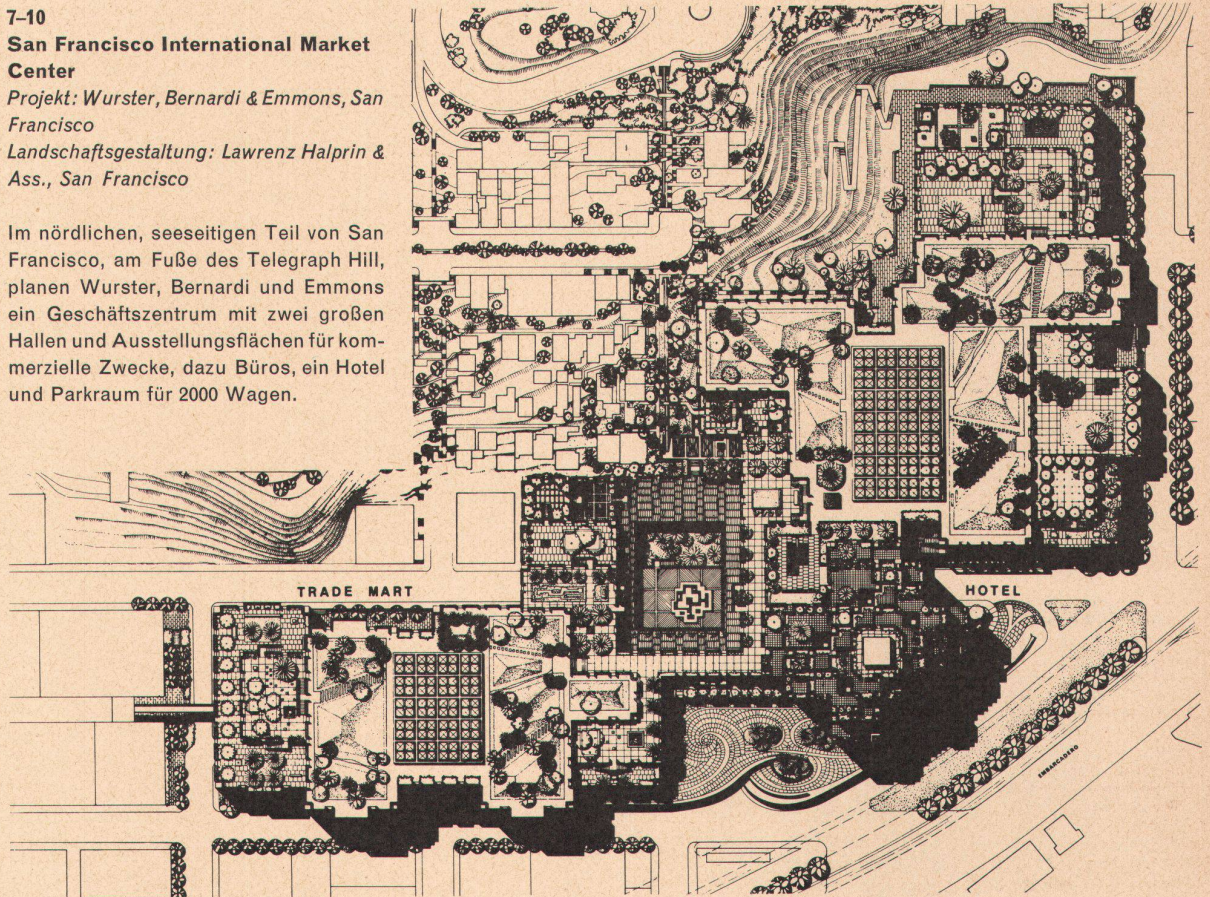 7–10
San Francisco International Market
Center
Projekt: Wurster, Bernardi & Emmons, San
Francisco
Landschaftsgestaltung: Lawrenz Halprin &
Ass., San Francisco
Im nördlichen, seeseitigen Teil von San
Francisco, am Fuße des Telegraph Hill,
planen Wurster, Bernardi und Emmons
ein Geschäftszentrum mit zwei großen
Hallen und Ausstellungsflächen für kom-
merzielle Zwecke, dazu Büros, ein Hotel
und Parkraum für 2000 Wagen.
TRADE MART
HOTEL
EMBARCADERO